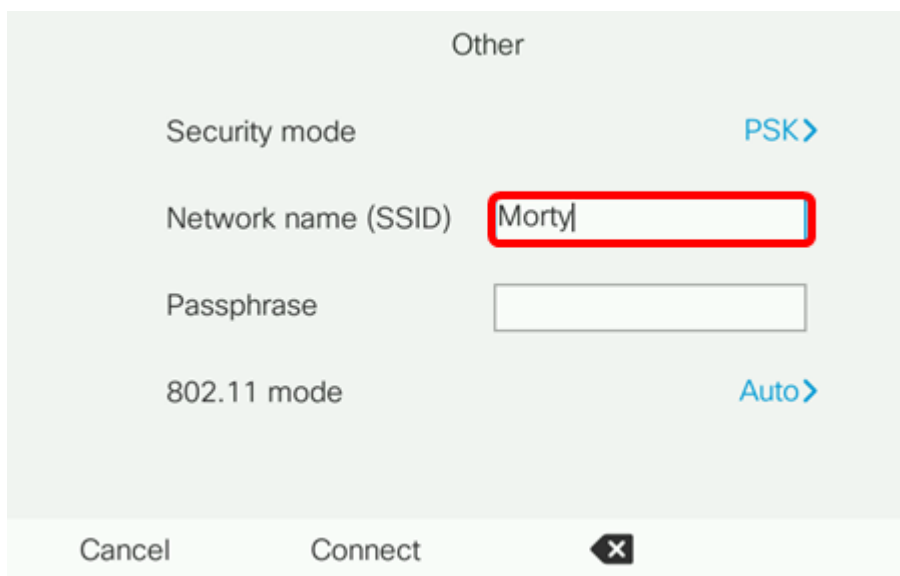 Other
Security mode PSK
Network name (SSID) Morty
Passphrase
802.11 mode Auto
Cancel Connect